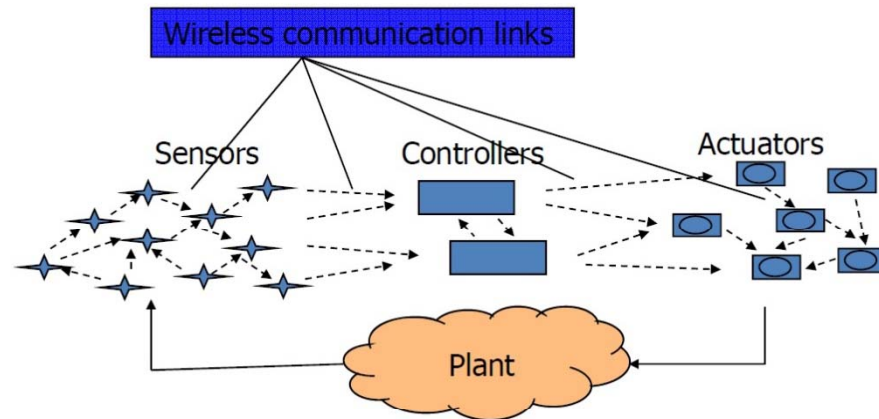 Wireless communication links
Sensors
Controllers
Actuators
Plant